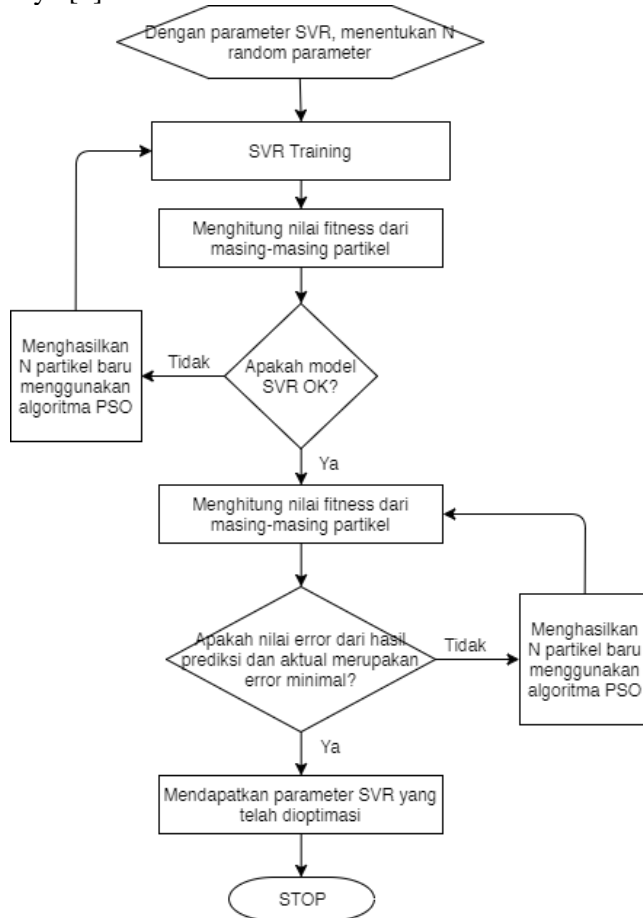 Dengan parameter SVR, menentukan N
random parameter
SVR Training
Menghitung nilai fitness dari
masing-masing partikel
Menghasilkan
N partikel baru
menggunakan
algoritma PSO
Tidak
Apakah model
SVR OK?
Ya
Menghitung nilai fitness dari
masing-masing partikel
Apakah nilai error dari hasil
prediksi dan aktual merupakan
error minimal?
Tidak
Menghasilkan
N partikel baru
menggunakan
algoritma PSO
Ya
Mendapatkan parameter SVR yang
telah dioptimasi
STOP